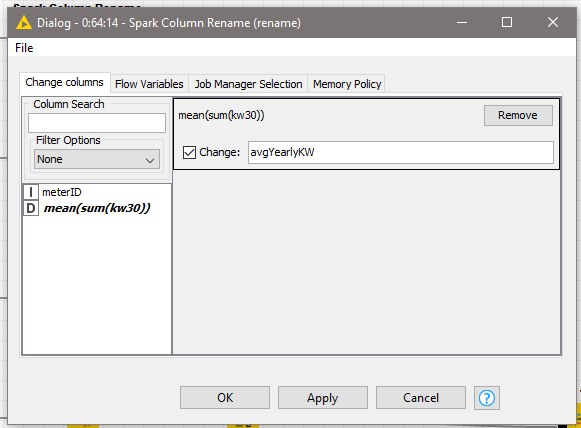 Dialog - 0:64:14 - Spark Column Rename (rename)
File
Change columns Flow Variables Job Manager Selection Memory Policy
Column Search
Filter Options
None
I meterID
D mean(sum(kw30))
mean(sum(kw30))
Remove
Change: avgYearlyKW
OK Apply Cancel ?